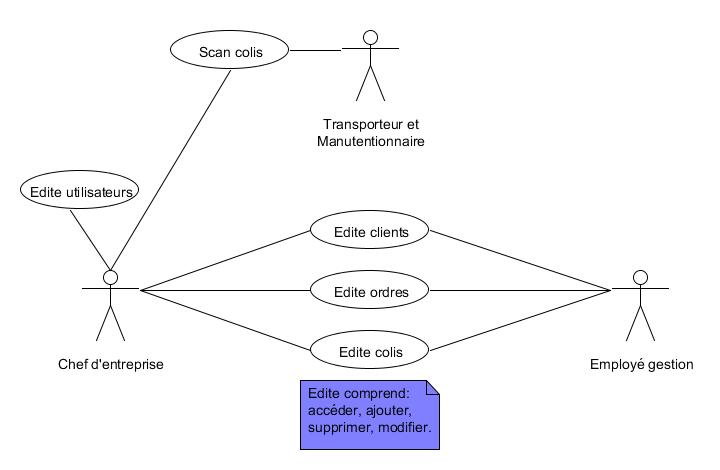 Scan colis
Transporteur et
Manutentionnaire
Edite utilisateurs
Edite clients
Edite ordres
Edite colis
Chef d'entreprise
Employé gestion
Edite comprend:
accéder, ajouter,
supprimer, modifier.